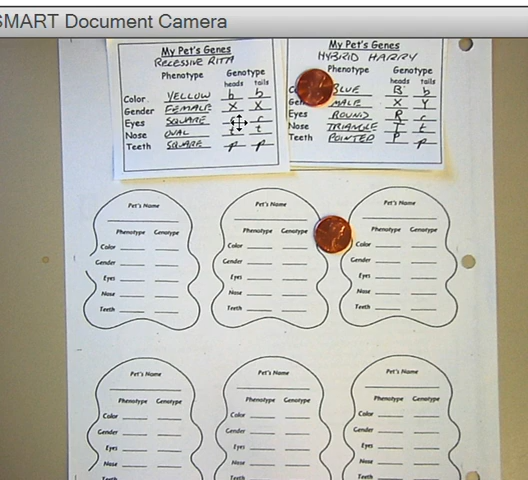 SMART Document Camera
My Pet's Genes
RECESSIVE RITA
Phenotype Genotype
heads tails
Color YELLOW b b
Gender FEMALE X X
Eyes SQUARE r
Nose OVAL t t
Teeth SQUARE p p
My Pet's Genes
HYBRID HARRY
Phenotype Genotype
heads tails
BLUE B b
MALE X Y
Eyes ROUND R r
Nose TRIANGLE T t
Teeth POINTED P p
Pet's Name
Phenotype Genotype
Color
Gender
Eyes
Nose
Teeth
Pet's Name
Phenotype Genotype
Color
Gender
Eyes
Nose
Teeth
Pet's Name
Phenotype Genotype
Color
Gender
Eyes
Nose
Teeth
Pet's Name
Phenotype Genotype
Color
Gender
Eyes
Nose
Teeth
Pet's Name
Phenotype Genotype
Color
Gender
Eyes
Nose
Teeth
Pet's Name
Phenotype Genotype
Color
Gender
Eyes
Nose
Teeth